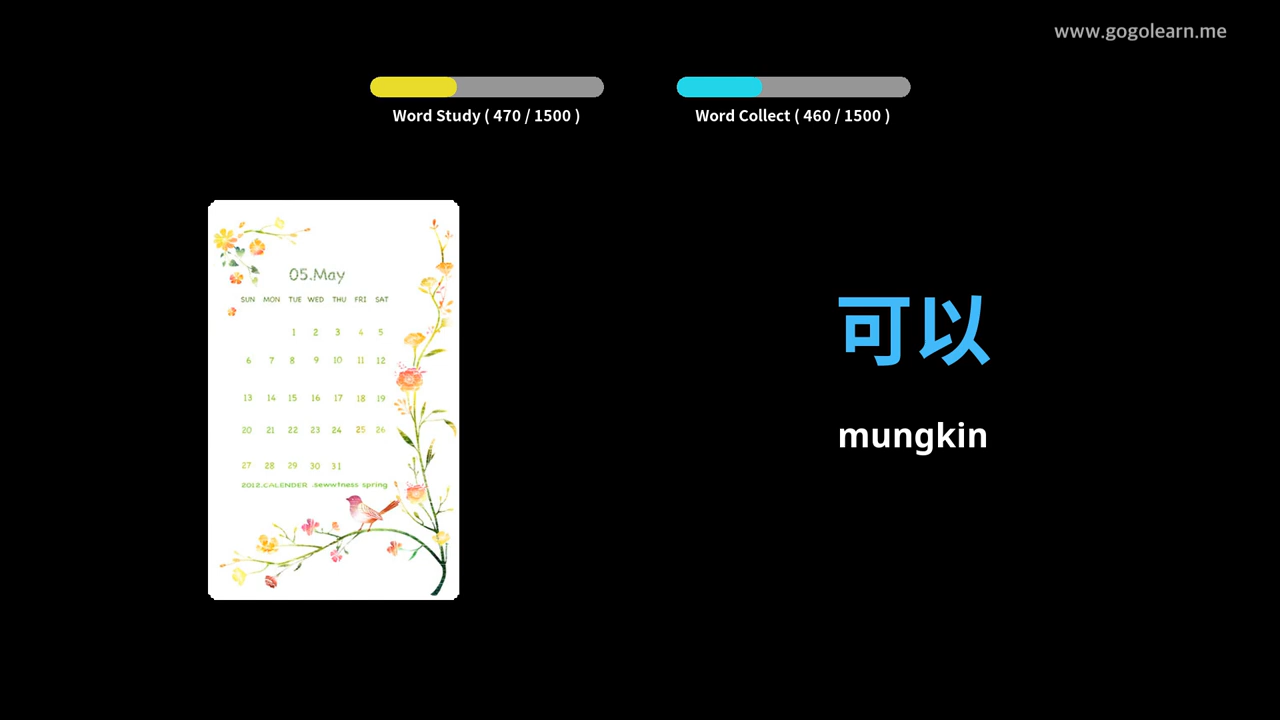 www.gogolearn.me
Word Study ( 470 / 1500 )
Word Collect ( 460 / 1500 )
05.May
SUN MON TUE WED THU FRI SAT
1 2 3 4 5
6 7 8 9 10 11 12
13 14 15 16 17 18 19
20 21 22 23 24 25 26
27 28 29 30 31
2012.CALENDER .sewwtness spring
可以
mungkin